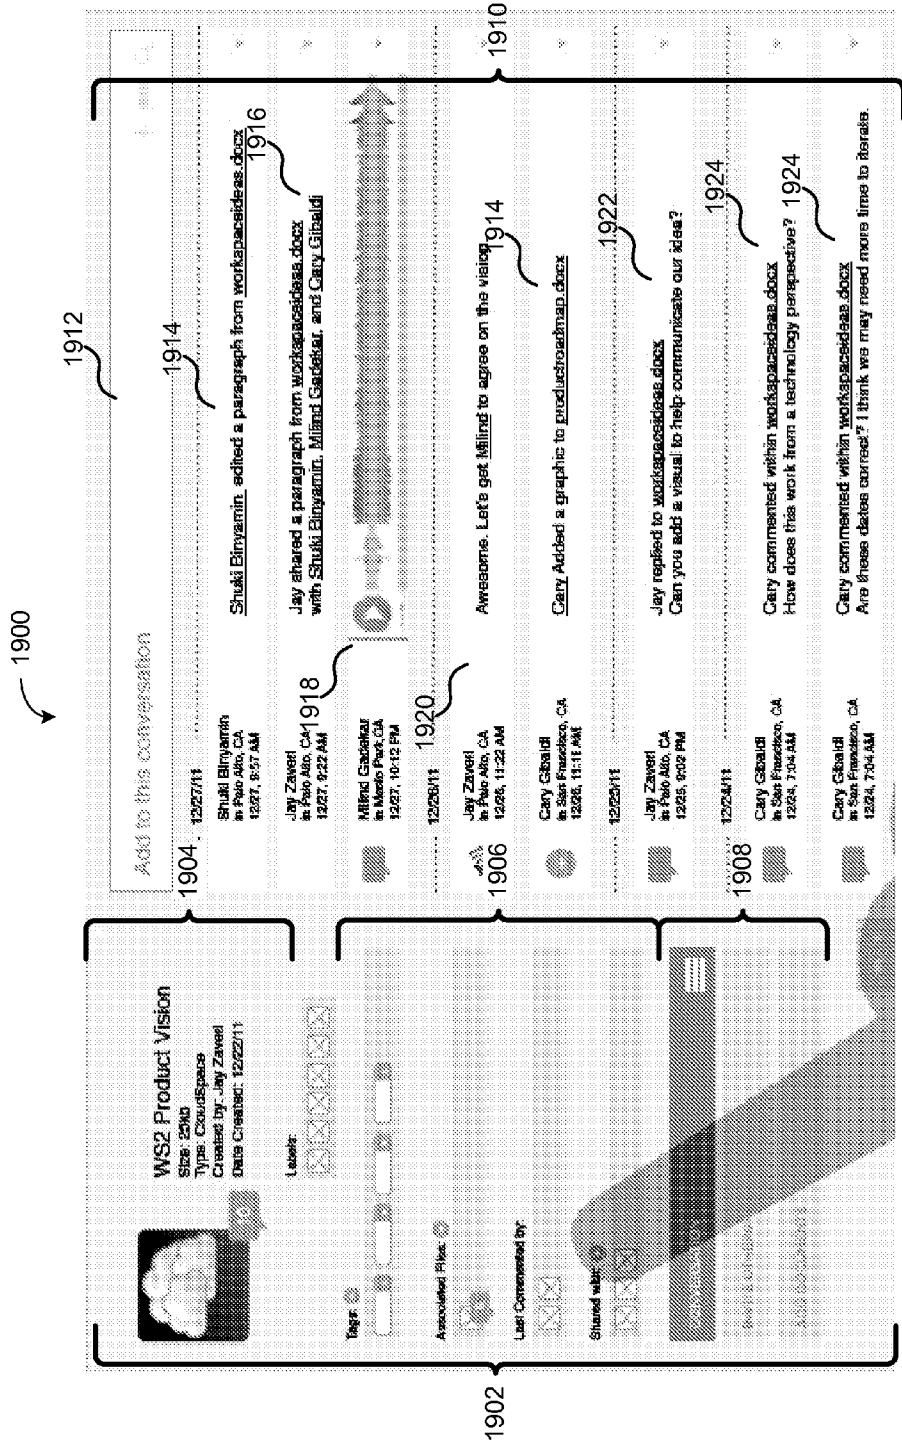 1900
1902
WS2 Product Vision
Size: 25kb
Type: CloudSpace
Created by: Jay Zaveri
Date Created: 12/22/11
1904
Labels:
Tags:
1906
Associated Files:
Last Commented by:
Shared with:
1908
1912
Add to this conversation
1910
12/27/11
1914
Shuki Binyamin
in Palo Alto, CA
12/27, 9:57 AM
Shuki Binyamin edited a paragraph from workspaceideas.docx
1916
Jay Zaveri
in Palo Alto, CA
12/27, 9:22 AM
Jay shared a paragraph from workspaceideas.docx
with Shuki Binyamin, Milind Gadekar, and Cary Gibaldi
1918
Milind Gadekar
in Menlo Park, CA
12/27, 10:12 PM
12/26/11
1920
Jay Zaveri
in Palo Alto, CA
12/26, 11:22 AM
Awesome. Let's get Milind to agree on the vision
1914
Cary Gibaldi
in San Francisco, CA
12/26, 11:11 AM
Cary Added a graphic to productroadmap.docx
12/25/11
1922
Jay Zaveri
in Palo Alto, CA
12/25, 9:02 PM
Jay replied to workspaceideas.docx
Can you add a visual to help communicate our idea?
12/24/11
1924
Cary Gibaldi
in San Francisco, CA
12/24, 7:04 AM
Cary commented within workspaceideas.docx
How does this work from a technology perspective?
1924
Cary Gibaldi
in San Francisco, CA
12/24, 7:04 AM
Cary commented within workspaceideas.docx
Are these dates correct? I think we may need more time to iterate.